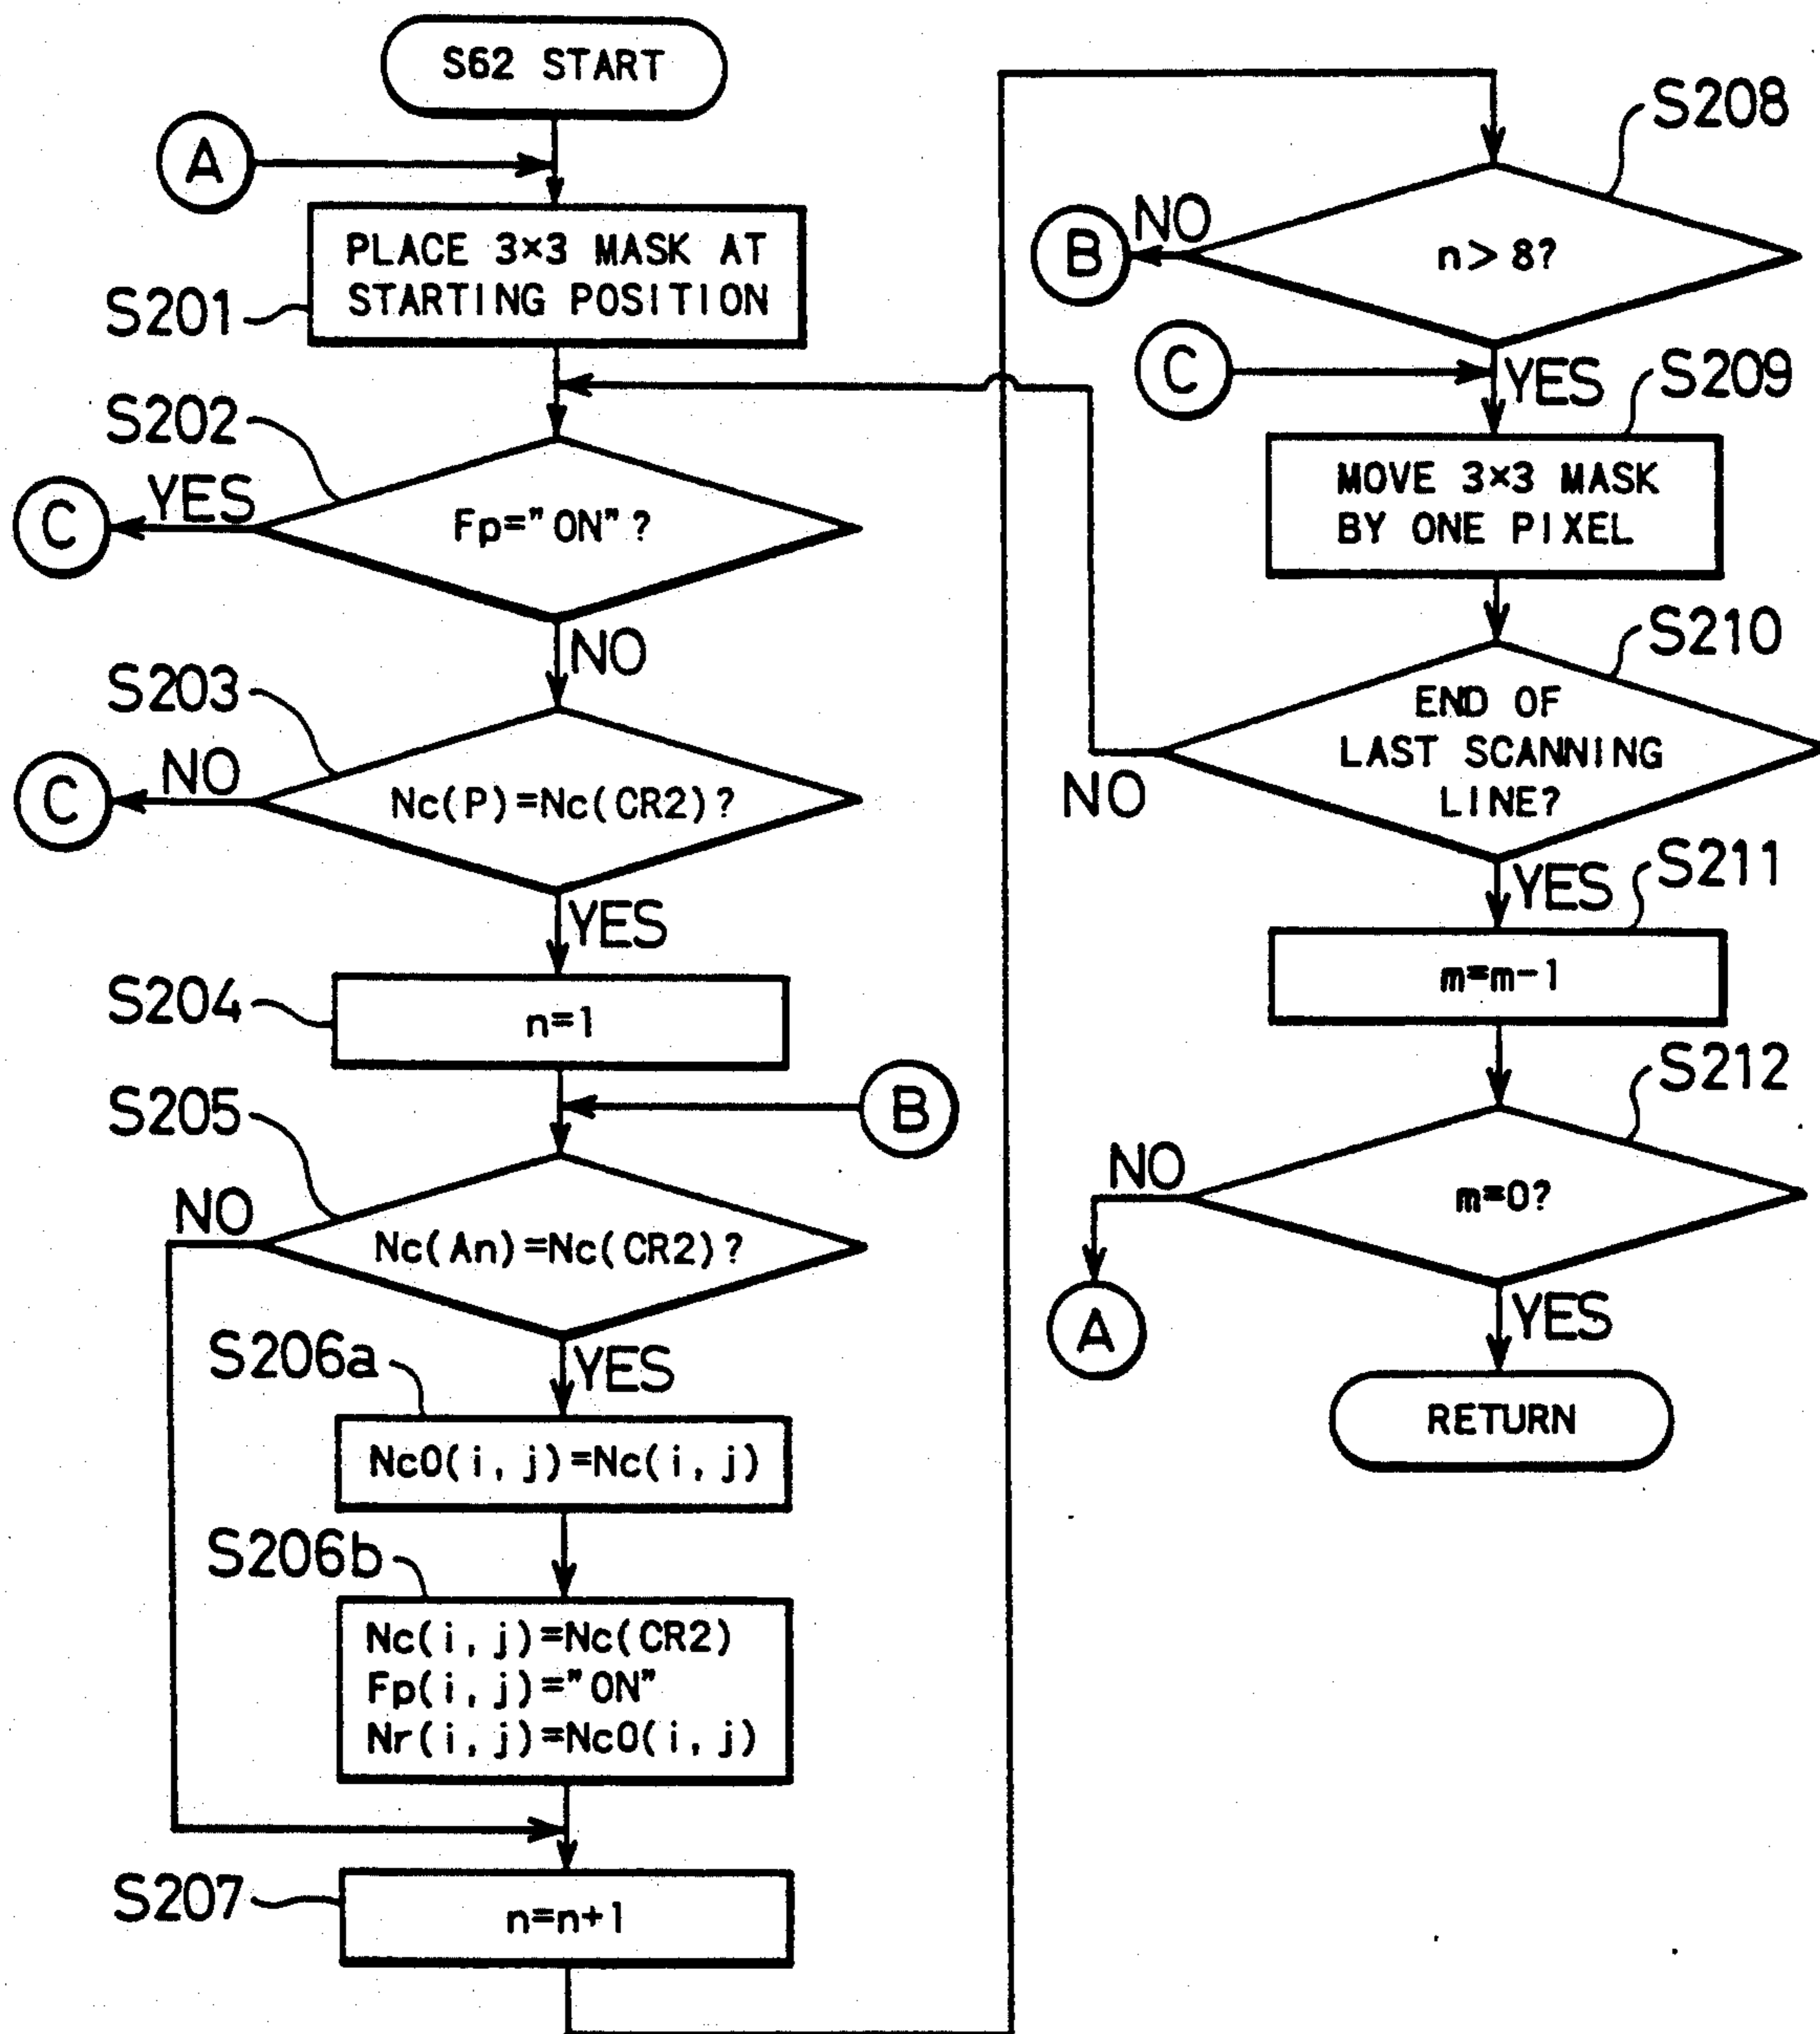 S62 START
A
PLACE 3×3 MASK AT
STARTING POSITION
S201
S202
YES
C
Fp="ON"?
NO
S203
NO
C
Nc(P)=Nc(CR2)?
YES
S204
n=1
B
S205
NO
Nc(An)=Nc(CR2)?
YES
S206a
Nc0(i,j)=Nc(i,j)
S206b
Nc(i,j)=Nc(CR2)
Fp(i,j)="ON"
Nr(i,j)=Nc0(i,j)
S207
n=n+1
S208
B
NO
n>8?
C
YES
S209
MOVE 3×3 MASK
BY ONE PIXEL
S210
END OF
LAST SCANNING
LINE?
NO
YES
S211
m=m-1
S212
NO
m=0?
A
YES
RETURN